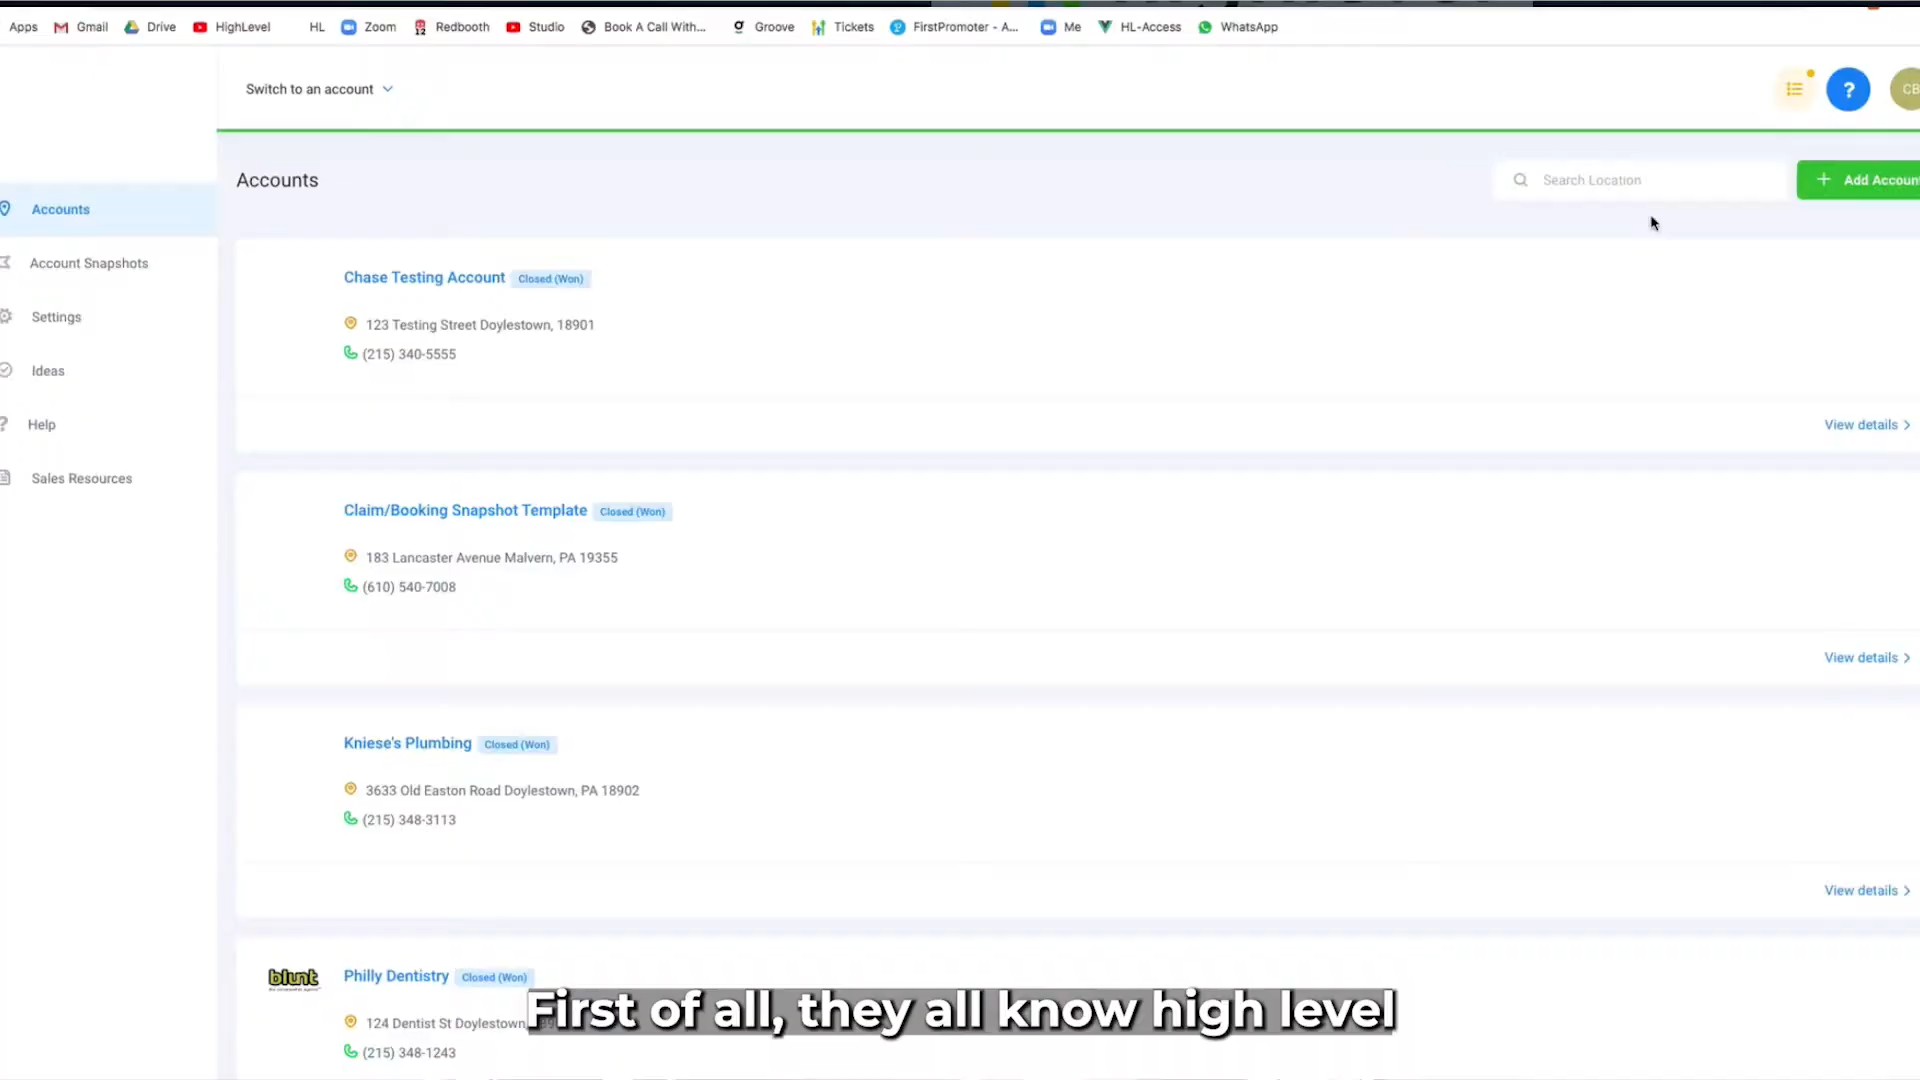 Apps Gmail Drive HighLevel HL Zoom Redbooth Studio Book A Call With... Groove Tickets FirstPromoter - A... Me HL-Access WhatsApp
Switch to an account
?
CB
Accounts
Search Location
+ Add Accoun
Accounts
Account Snapshots
Settings
Ideas
Help
Sales Resources
Chase Testing Account Closed (Won)
123 Testing Street Doylestown, 18901
(215) 340-5555
View details >
Claim/Booking Snapshot Template Closed (Won)
183 Lancaster Avenue Malvern, PA 19355
(610) 540-7008
View details >
Kniese's Plumbing Closed (Won)
3633 Old Easton Road Doylestown, PA 18902
(215) 348-3113
View details >
blunt
Philly Dentistry Closed (Won)
124 Dentist St Doylestown,
(215) 348-1243
First of all, they all know high level